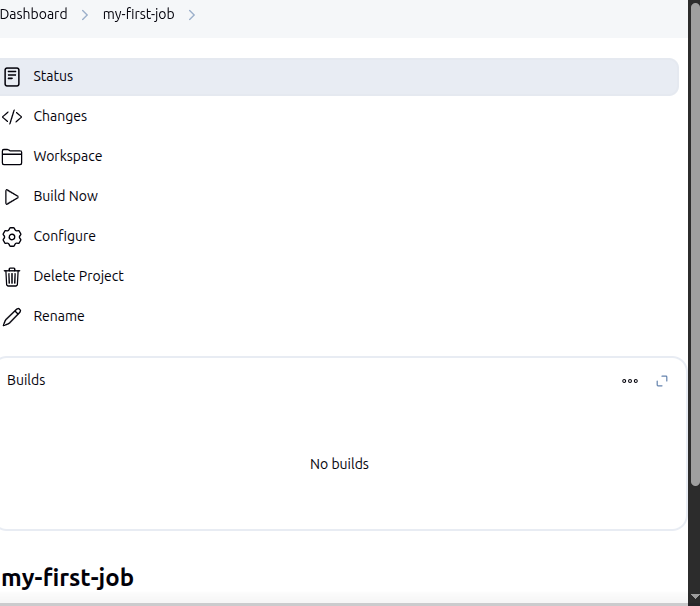 Dashboard > my-first-job >
Status
Changes
Workspace
Build Now
Configure
Delete Project
Rename
Builds
No builds
my-first-job